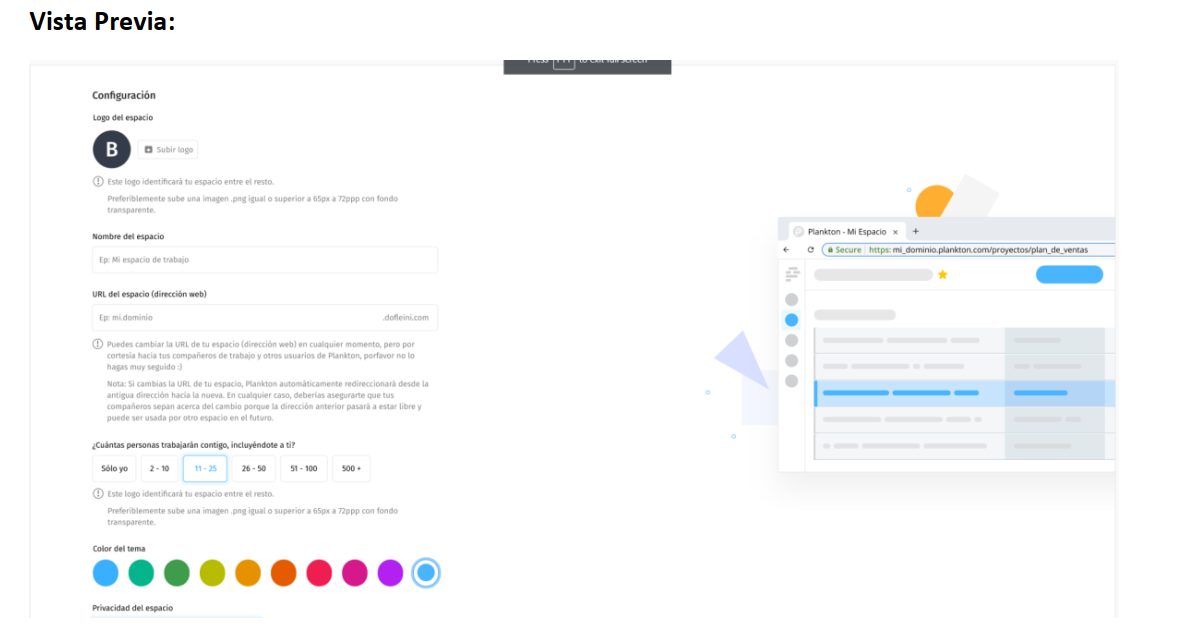 Vista Previa:
to exit full screen
Configuración
Logo del espacio
B
Subir logo
Este logo identificará tu espacio entre el resto.
Preferiblemente sube una imagen .png igual o superior a 65px a 72ppp con fondo
transparente.
Nombre del espacio
Ep: Mi espacio de trabajo
URL del espacio (dirección web)
Ep: mi.dominio
.dofleini.com
Puedes cambiar la URL de tu espacio (dirección web) en cualquier momento, pero por
cortesia hacia tus compañeros de trabajo y otros usuarios de Plankton, porfavor no lo
hagas muy seguido :)
Nota: Si cambias la URL de tu espacio, Plankton automáticamente redireccionará desde la
antigua dirección hacia la nueva. En cualquier caso, deberías asegurarte que tus
compañeros sepan acerca del cambio porque la dirección anterior pasará a estar libre y
puede ser usada por otro espacio en el futuro.
¿Cuántas personas trabajarán contigo, incluyéndote a ti?
Sólo yo
2 - 10
11 - 25
26 - 50
51 - 100
500 +
Este logo identificará tu espacio entre el resto.
Preferiblemente sube una imagen .png igual o superior a 65px a 72ppp con fondo
transparente.
Color del tema
Privacidad del espacio
Plankton - Mi Espacio x +
Secure https: mi_dominio.plankton.com/proyectos/plan_de_ventas